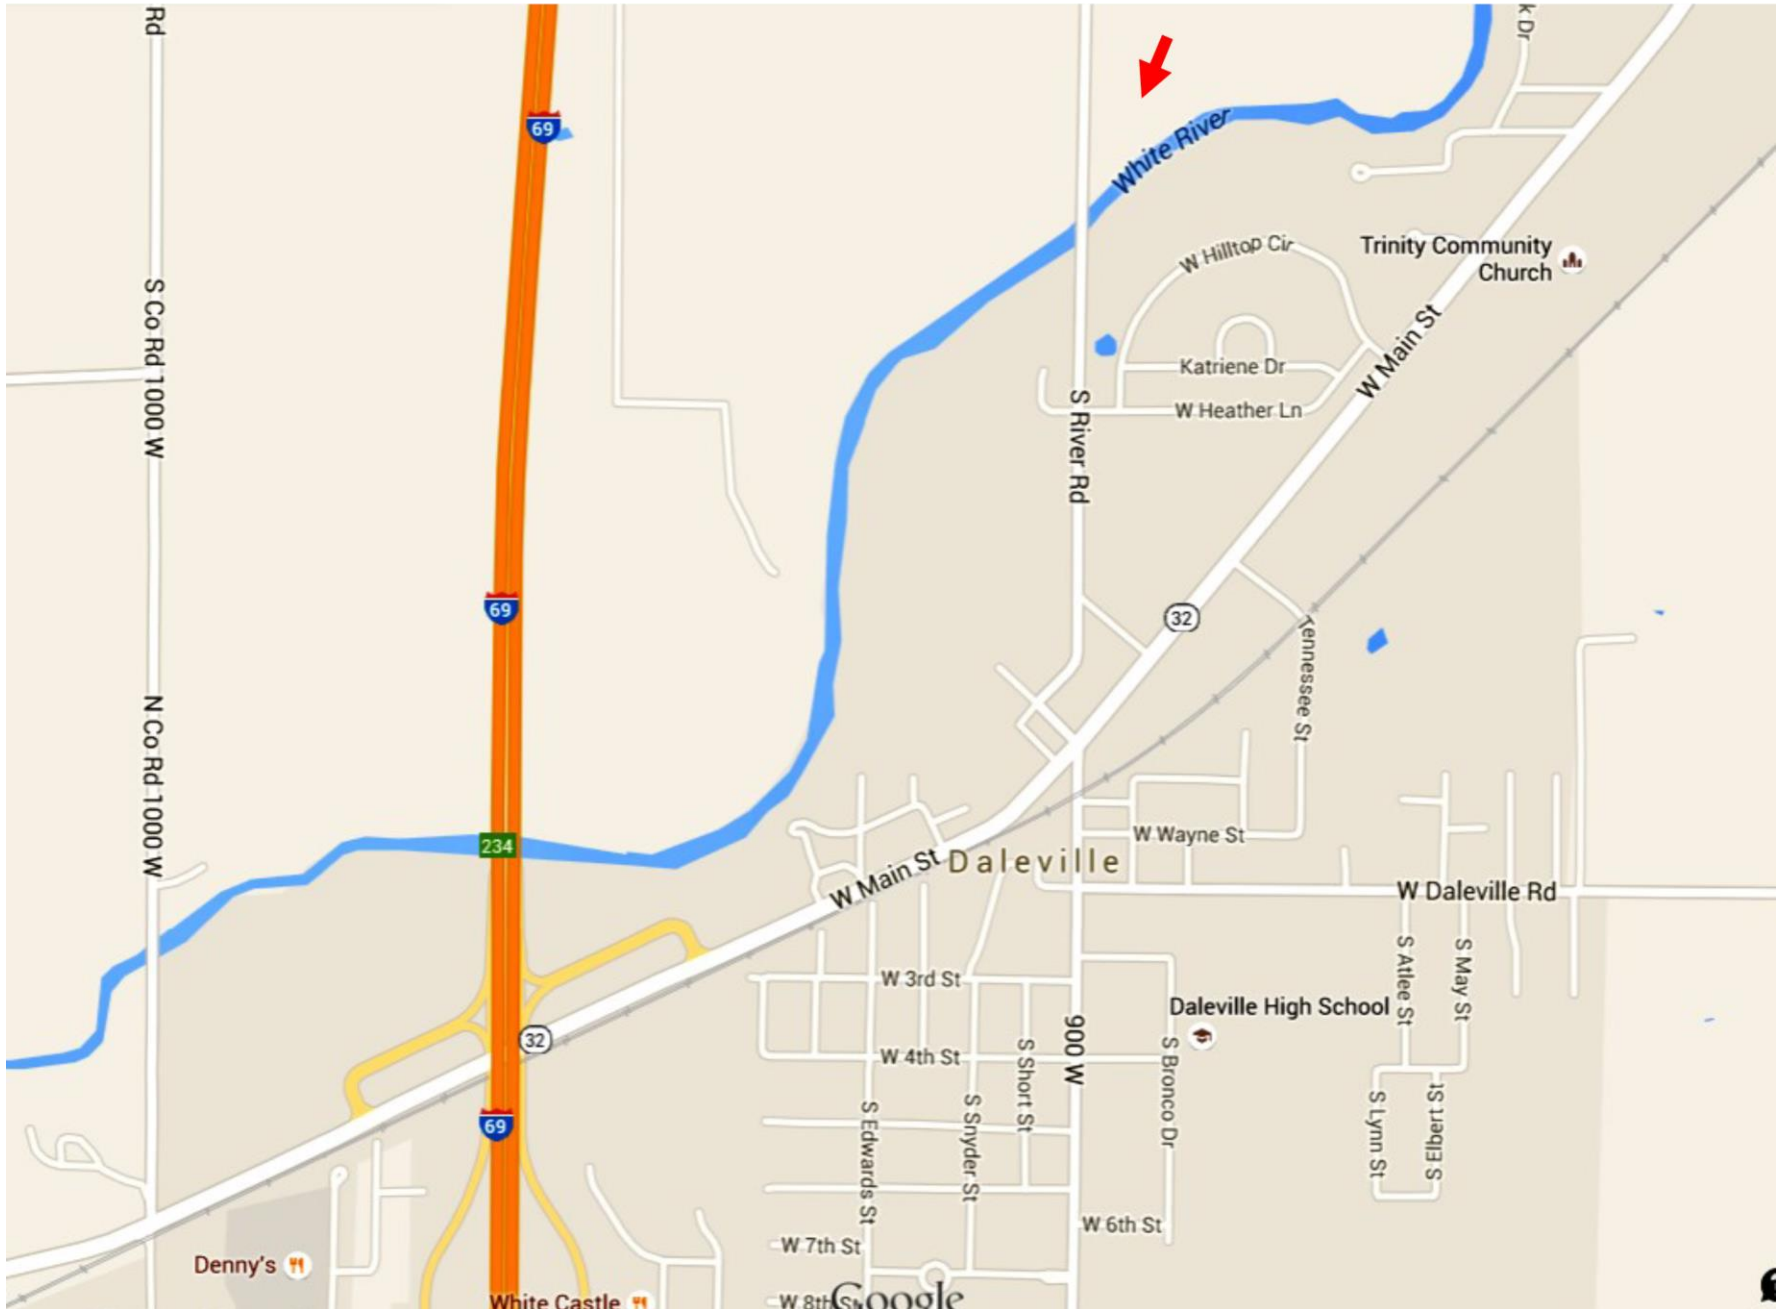 Rd
k Dr
69
White River
W Hilltop Cir
Trinity Community
Church
S Co Rd 1000 W
W Main St
Katriene Dr
W Heather Ln
S River Rd
69
32
Tennessee St
N Co Rd 1000 W
234
W Wayne St
Daleville
W Main St
W Daleville Rd
S Atlee St
S May St
W 3rd St
Daleville High School
32
900 W
W 4th St
S Short St
S Bronco Dr
S Edwards St
S Snyder St
S Lynn St
S Elbert St
69
W 6th St
W 7th St
Denny's
White Castle
W 8th St
Google